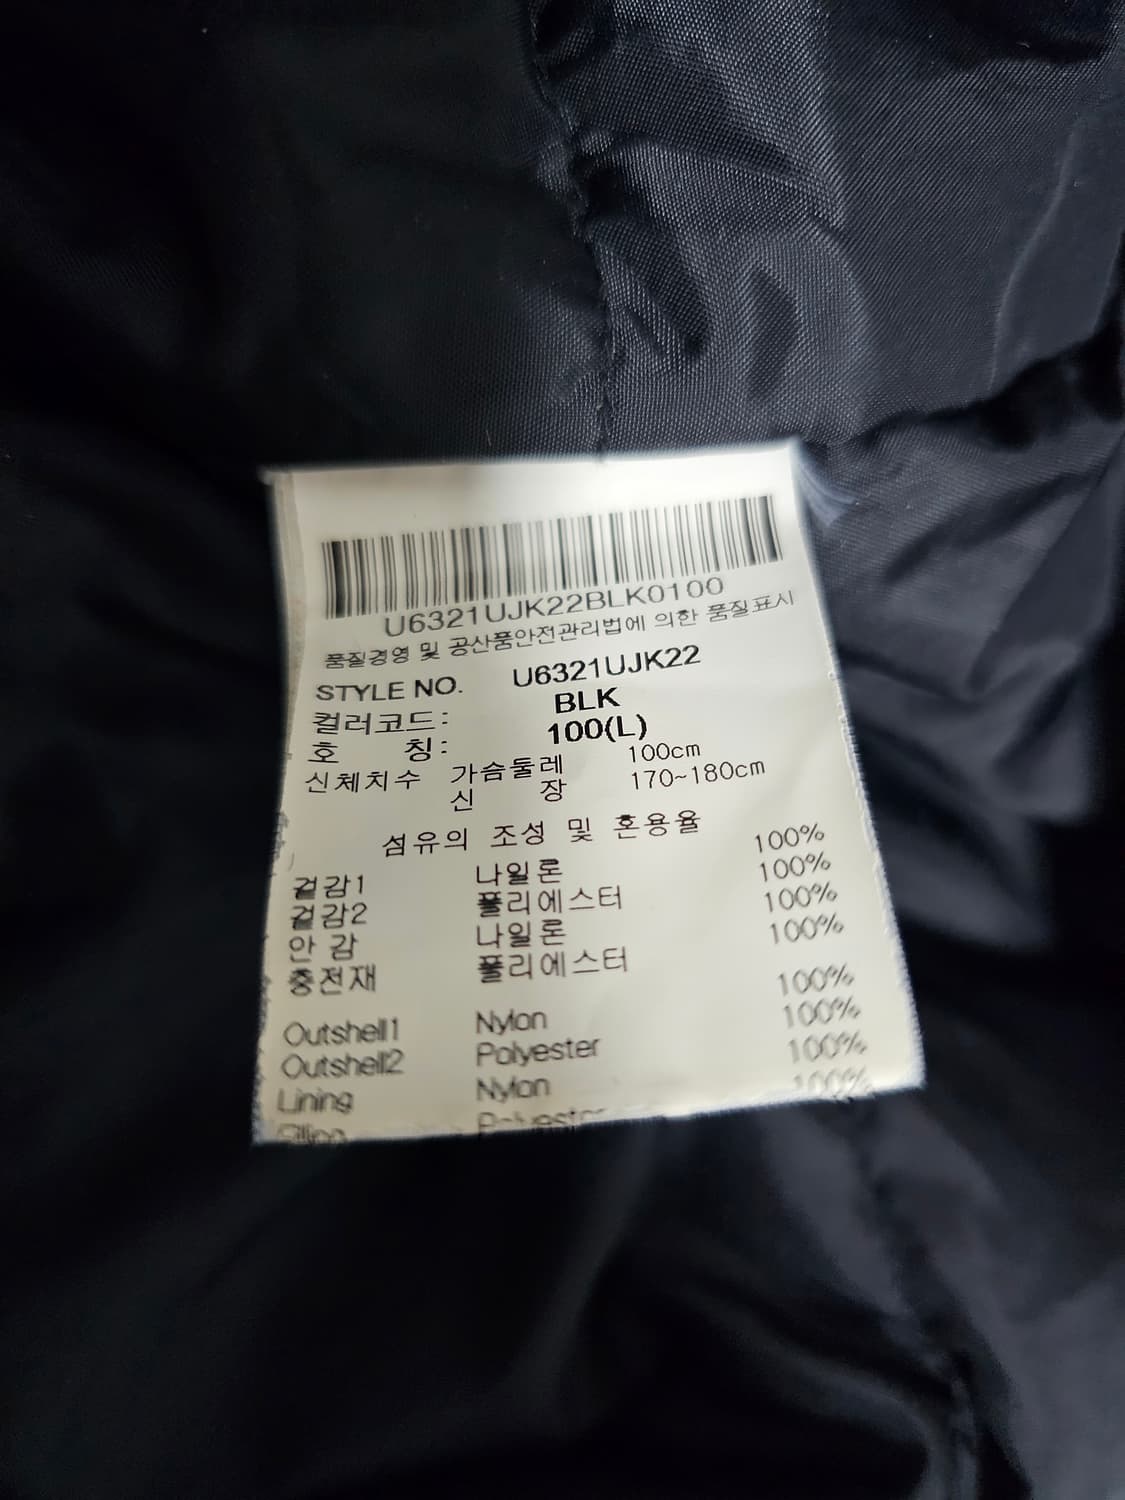 U6321UJK22BLK0100
품질경영 및 공산품안전관리법에 의한 품질표시
STYLE NO. U6321UJK22
컬러코드: BLK
호 칭: 100(L)
신체치수 가슴둘레 100cm
신 장 170~180cm
섬유의 조성 및 혼용율
겉감1 나일론 100%
겉감2 폴리에스터 100%
안 감 나일론 100%
충전재 폴리에스터 100%
Outshell1 Nylon 100%
Outshell2 Polyester 100%
Lining Nylon 100%
100%